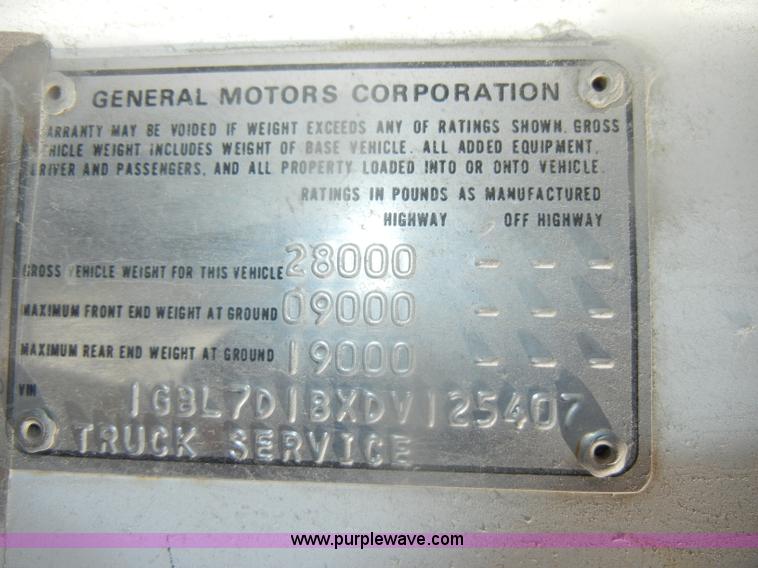 GENERAL MOTORS CORPORATION
WARRANTY MAY BE VOIDED IF WEIGHT EXCEEDS ANY OF RATINGS SHOWN. GROSS
VEHICLE WEIGHT INCLUDES WEIGHT OF BASE VEHICLE. ALL ADDED EQUIPMENT,
DRIVER AND PASSENGERS, AND ALL PROPERTY LOADED INTO OR ONTO VEHICLE.
RATINGS IN POUNDS AS MANUFACTURED
HIGHWAY OFF HIGHWAY
GROSS VEHICLE WEIGHT FOR THIS VEHICLE 28000 - - -
MAXIMUM FRONT END WEIGHT AT GROUND 09000 - - -
MAXIMUM REAR END WEIGHT AT GROUND 19000 - - -
VIN 1GBL7D1BXDV125407
TRUCK SERVICE
www.purplewave.com